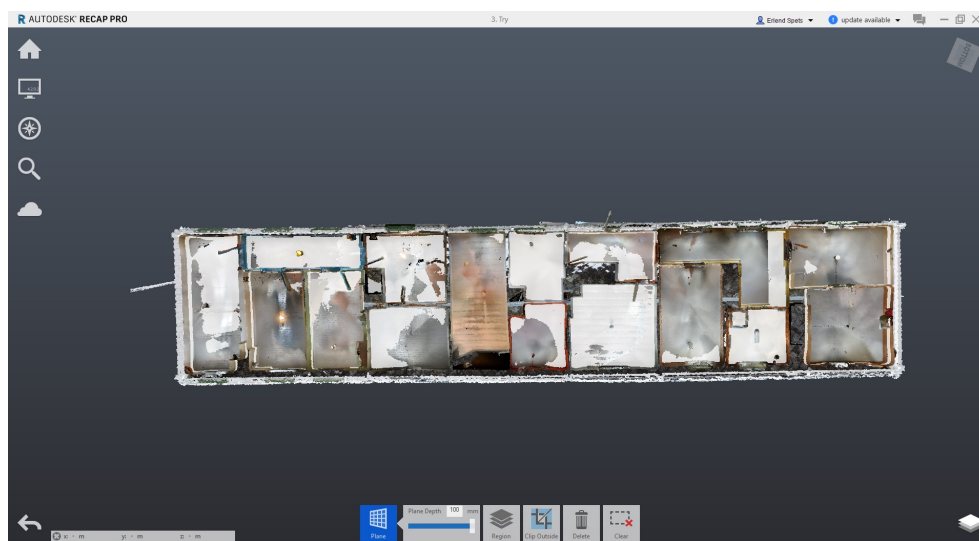 R AUTODESK® RECAP PRO
3. Try
Erlend Spets
update available
BOTTOM
Plane
Plane Depth 100 mm
Region
Clip Outside
Delete
Clear
x: - m y: - m z: - m